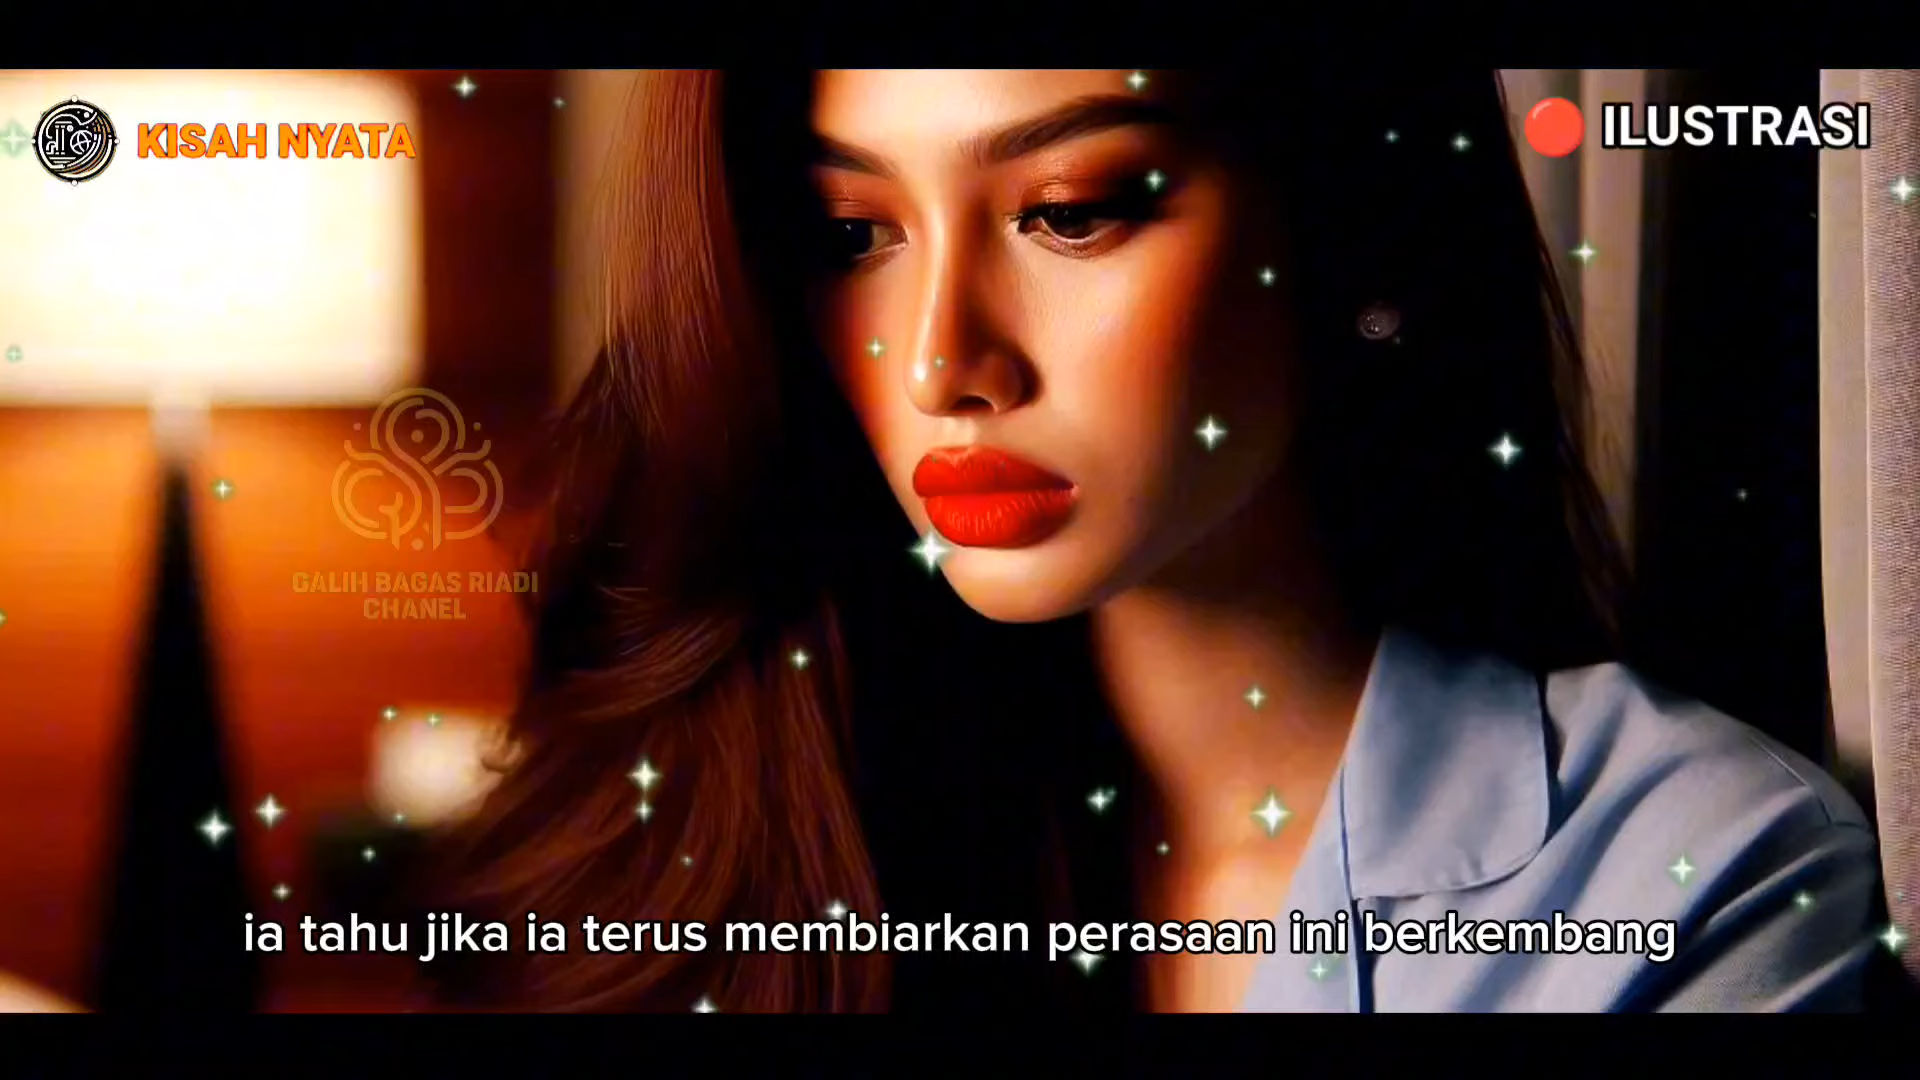 KISAH NYATA
ILUSTRASI
GALIH BAGAS RIADI
CHANEL
ia tahu jika ia terus membiarkan perasaan ini berkembang